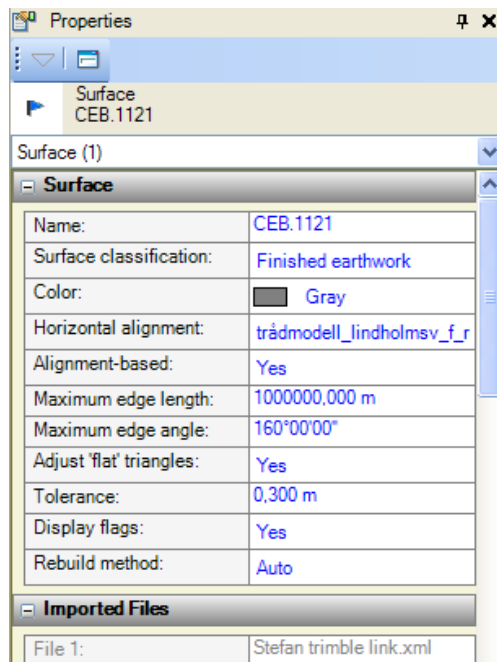 Properties
Surface
CEB.1121
Surface (1)
Surface
Name: CEB.1121
Surface classification: Finished earthwork
Color: Gray
Horizontal alignment: trådmodell_lindholmsv_f_r
Alignment-based: Yes
Maximum edge length: 1000000,000 m
Maximum edge angle: 160°00'00"
Adjust 'flat' triangles: Yes
Tolerance: 0,300 m
Display flags: Yes
Rebuild method: Auto
Imported Files
File 1: Stefan trimble link.xml